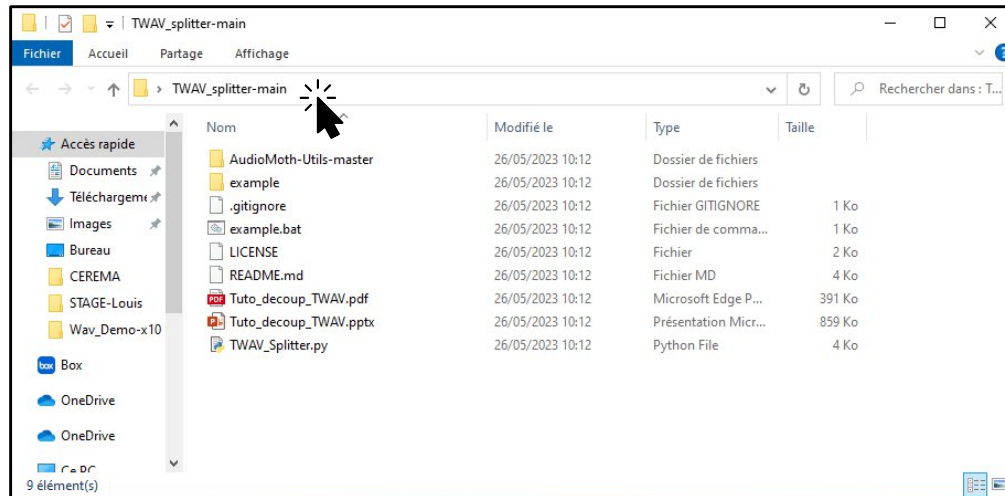 TWAV_splitter-main
Fichier Accueil Partage Affichage
TWAV_splitter-main Rechercher dans : T...
Nom Modifié le Type Taille
Accès rapide
Documents
Téléchargeme
Images
Bureau
CEREMA
STAGE-Louis
Wav_Demo-x10
Box
OneDrive
OneDrive
Ce PC
AudioMoth-Utils-master 26/05/2023 10:12 Dossier de fichiers
example 26/05/2023 10:12 Dossier de fichiers
.gitignore 26/05/2023 10:12 Fichier GITIGNORE 1 Ko
example.bat 26/05/2023 10:12 Fichier de comma... 1 Ko
LICENSE 26/05/2023 10:12 Fichier 2 Ko
README.md 26/05/2023 10:12 Fichier MD 4 Ko
PDF Tuto_decoup_TWAV.pdf 26/05/2023 10:12 Microsoft Edge P... 391 Ko
Tuto_decoup_TWAV.pptx 26/05/2023 10:12 Présentation Micr... 859 Ko
TWAV_Splitter.py 26/05/2023 10:12 Python File 4 Ko
9 élément(s)